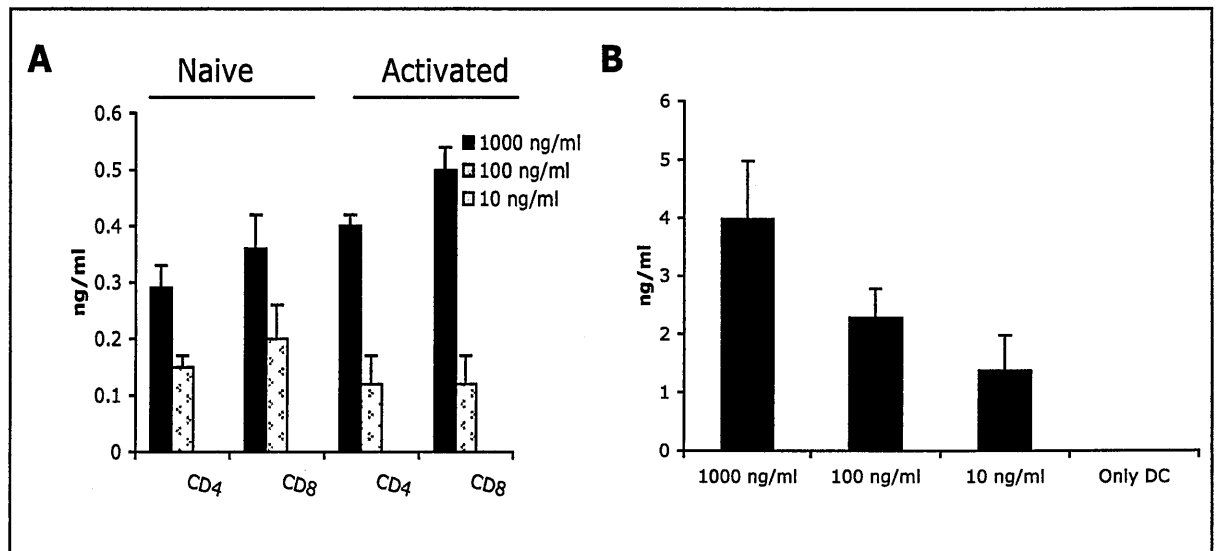 A
Naive
Activated
ng/ml
0.6
0.5
0.4
0.3
0.2
0.1
0
1000 ng/ml
100 ng/ml
10 ng/ml
CD4
CD8
CD4
CD8
B
ng/ml
6
5
4
3
2
1
0
1000 ng/ml
100 ng/ml
10 ng/ml
Only DC